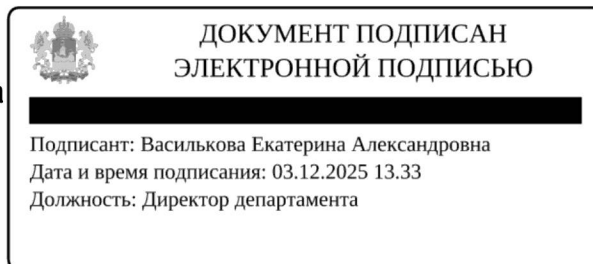 ДОКУМЕНТ ПОДПИСАН
ЭЛЕКТРОННОЙ ПОДПИСЬЮ
Подписант: Василькова Екатерина Александровна
Дата и время подписания: 03.12.2025 13.33
Должность: Директор департамента